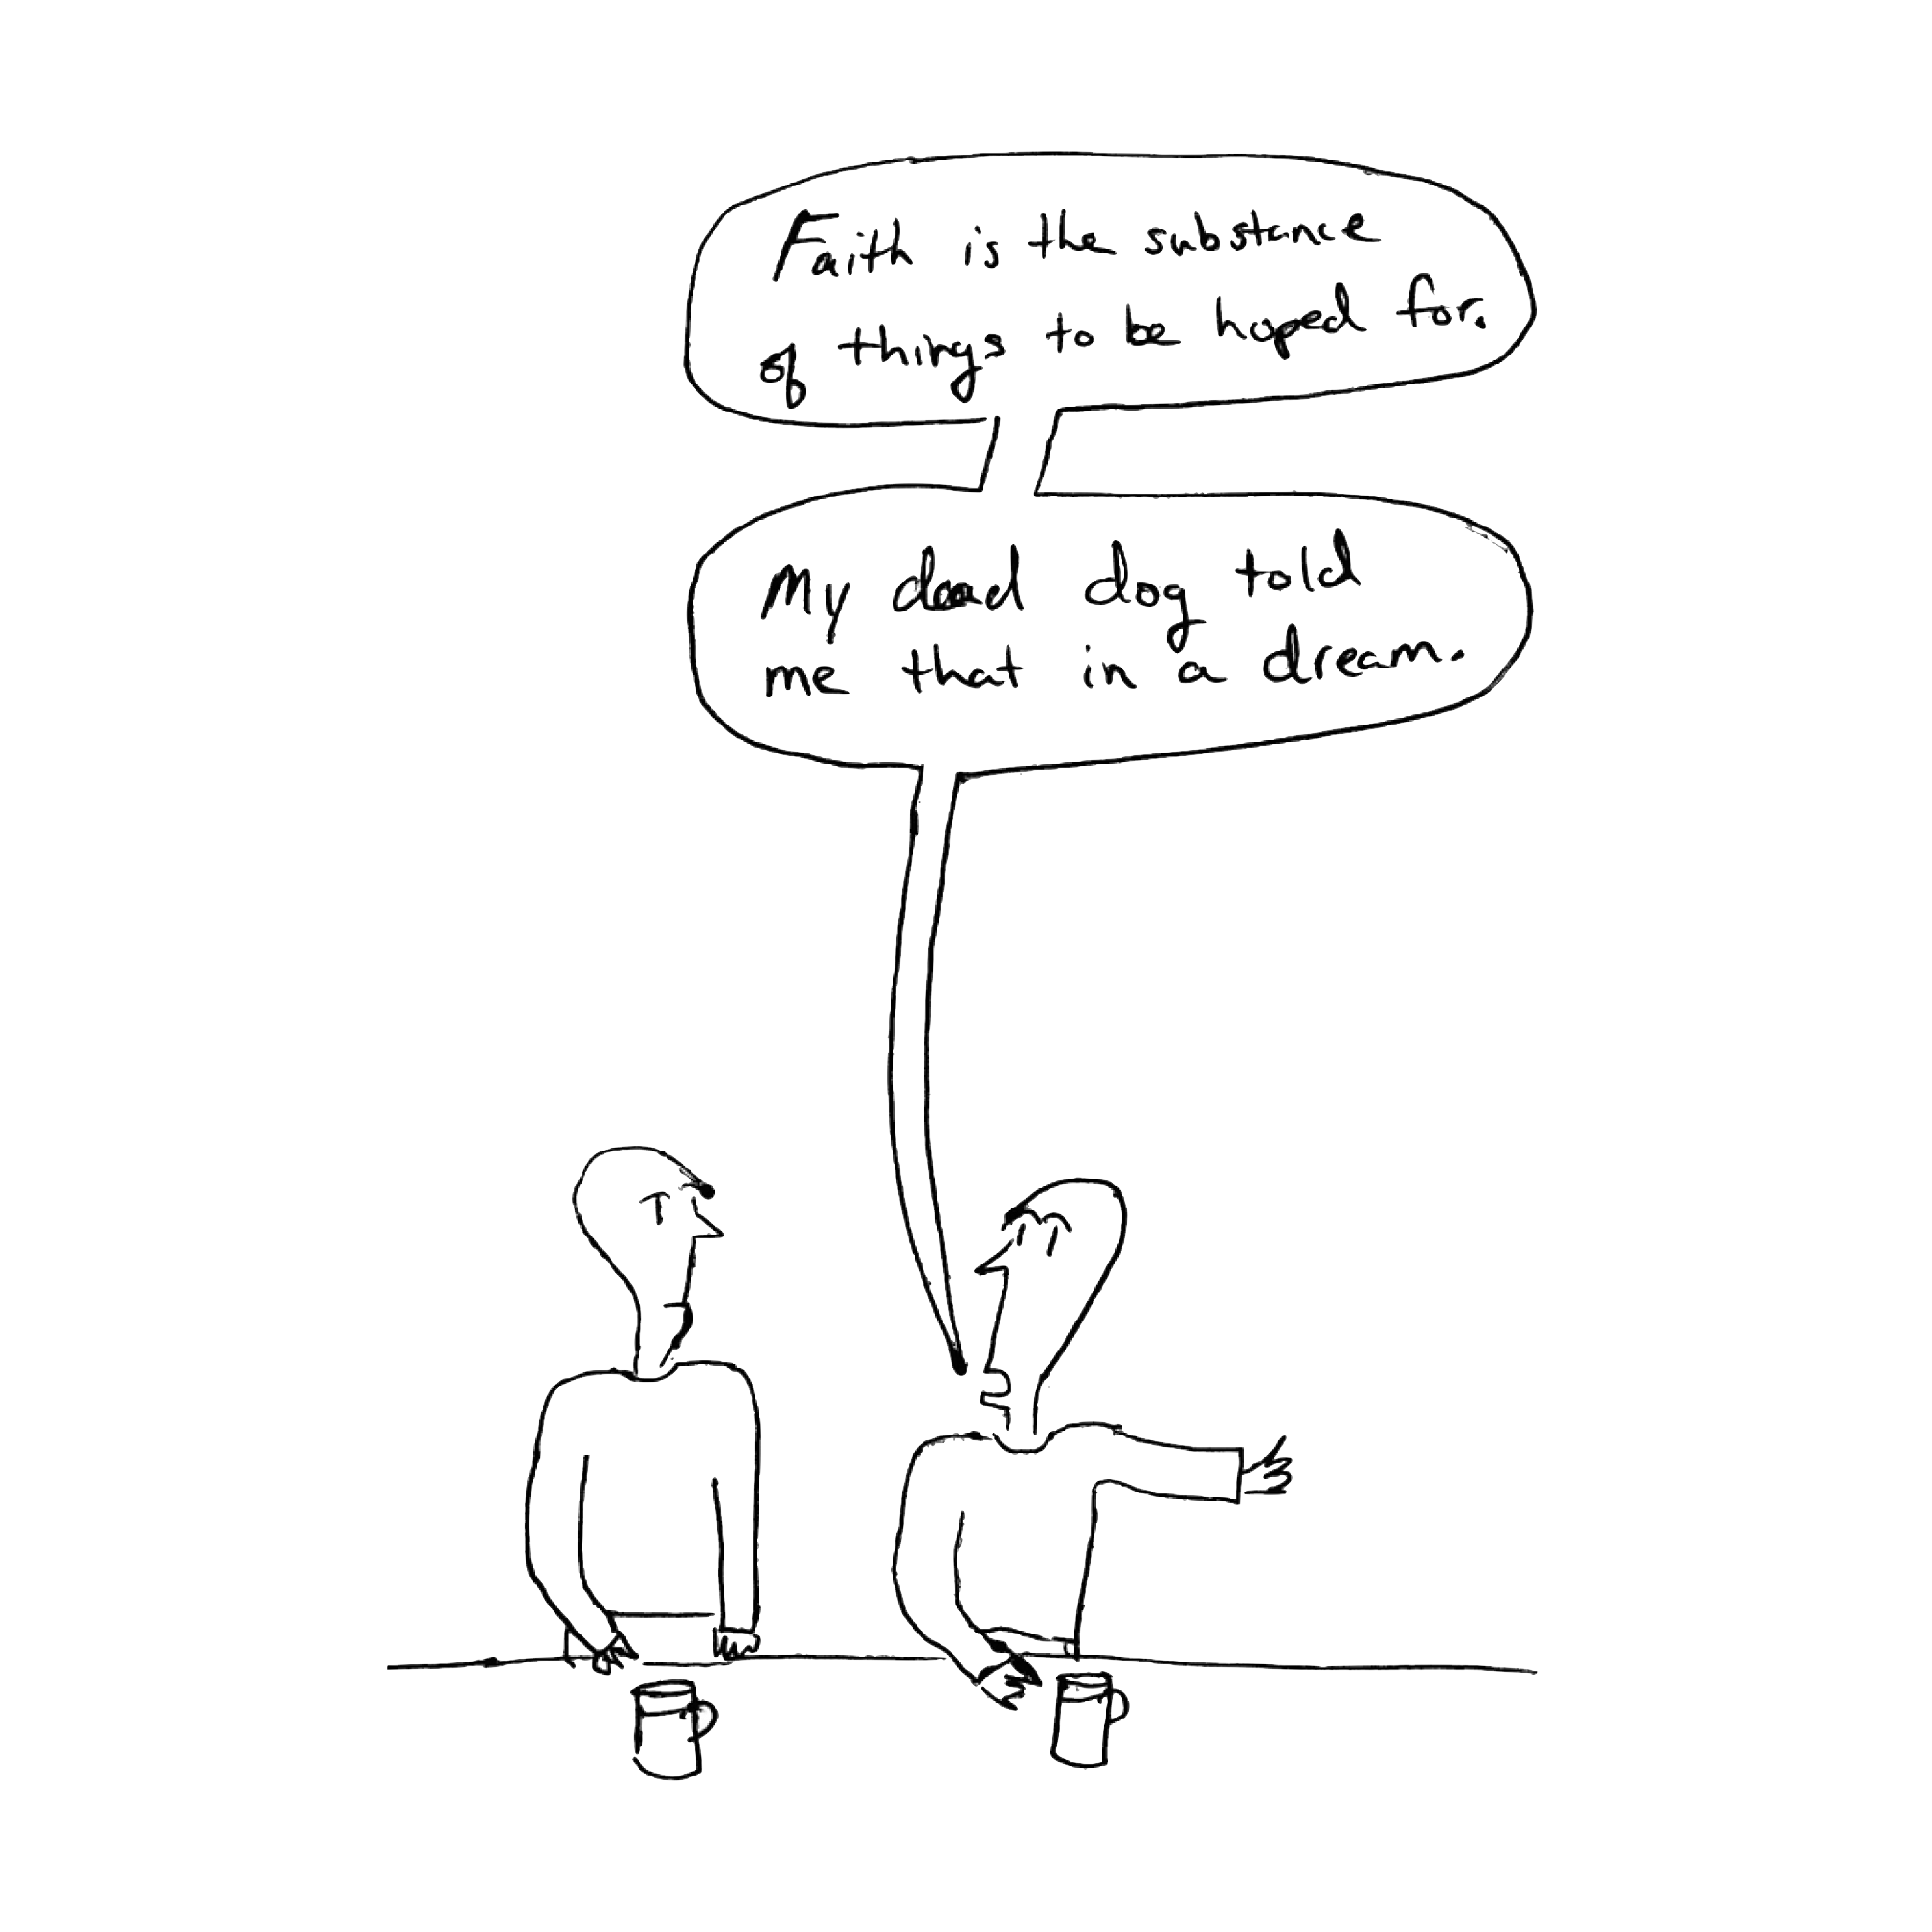 Faith is the substance
of things to be hoped for.
My dead dog told
me that in a dream.